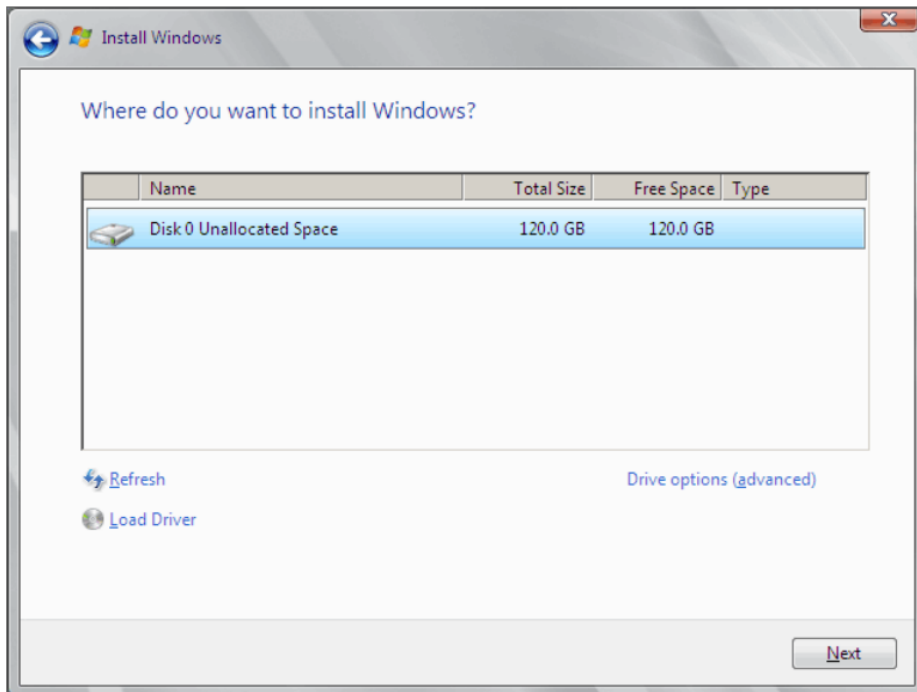 Install Windows
Where do you want to install Windows?
Name Total Size Free Space Type
Disk 0 Unallocated Space 120.0 GB 120.0 GB
Refresh Drive options (advanced)
Load Driver
Next